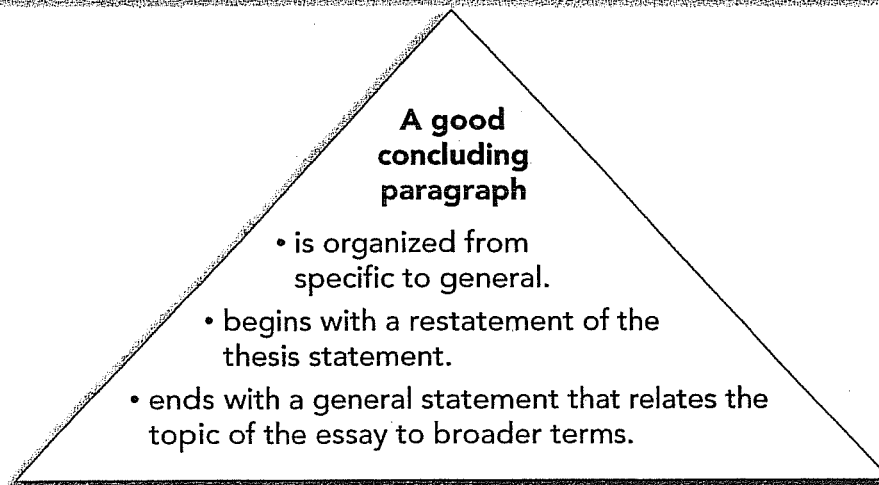 A good
concluding
paragraph
• is organized from
specific to general.
• begins with a restatement of the
thesis statement.
• ends with a general statement that relates the
topic of the essay to broader terms.